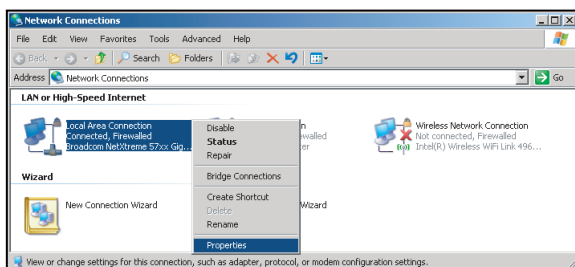 Network Connections
File Edit View Favorites Tools Advanced Help
Back Search Folders
Address Network Connections Go
LAN or High-Speed Internet
Local Area Connection
Connected, Firewalled
Broadcom NetXtreme 57xx Gig...
Disable
Status
Repair
Bridge Connections
Create Shortcut
Delete
Rename
Properties
Wireless Network Connection
Not connected, Firewalled
Intel(R) Wireless WiFi Link 496...
Wizard
New Connection Wizard
Wizard
View or change settings for this connection, such as adapter, protocol, or modem configuration settings.